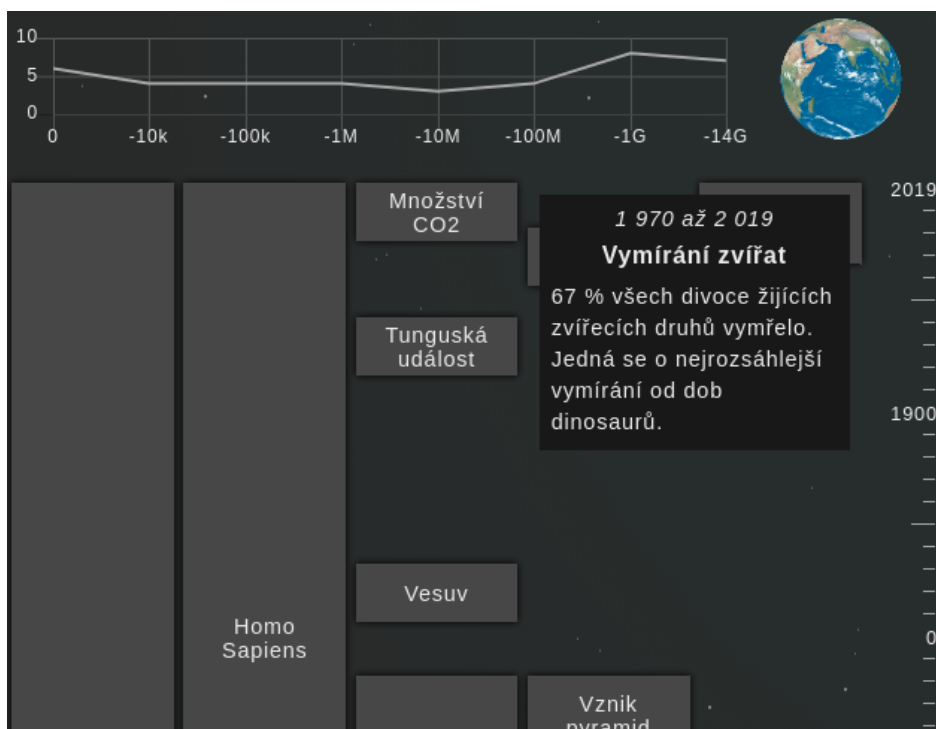 10
5
0
0
-10k
-100k
-1M
-10M
-100M
-1G
-14G
Množství
CO2
Tunguská
událost
Vesuv
Homo
Sapiens
Vznik
pyramid
1 970 až 2 019
Vymírání zvířat
67 % všech divoce žijících
zvířecích druhů vymřelo.
Jedná se o nejrozsáhlejší
vymírání od dob
dinosaurů.
2019
1900
0